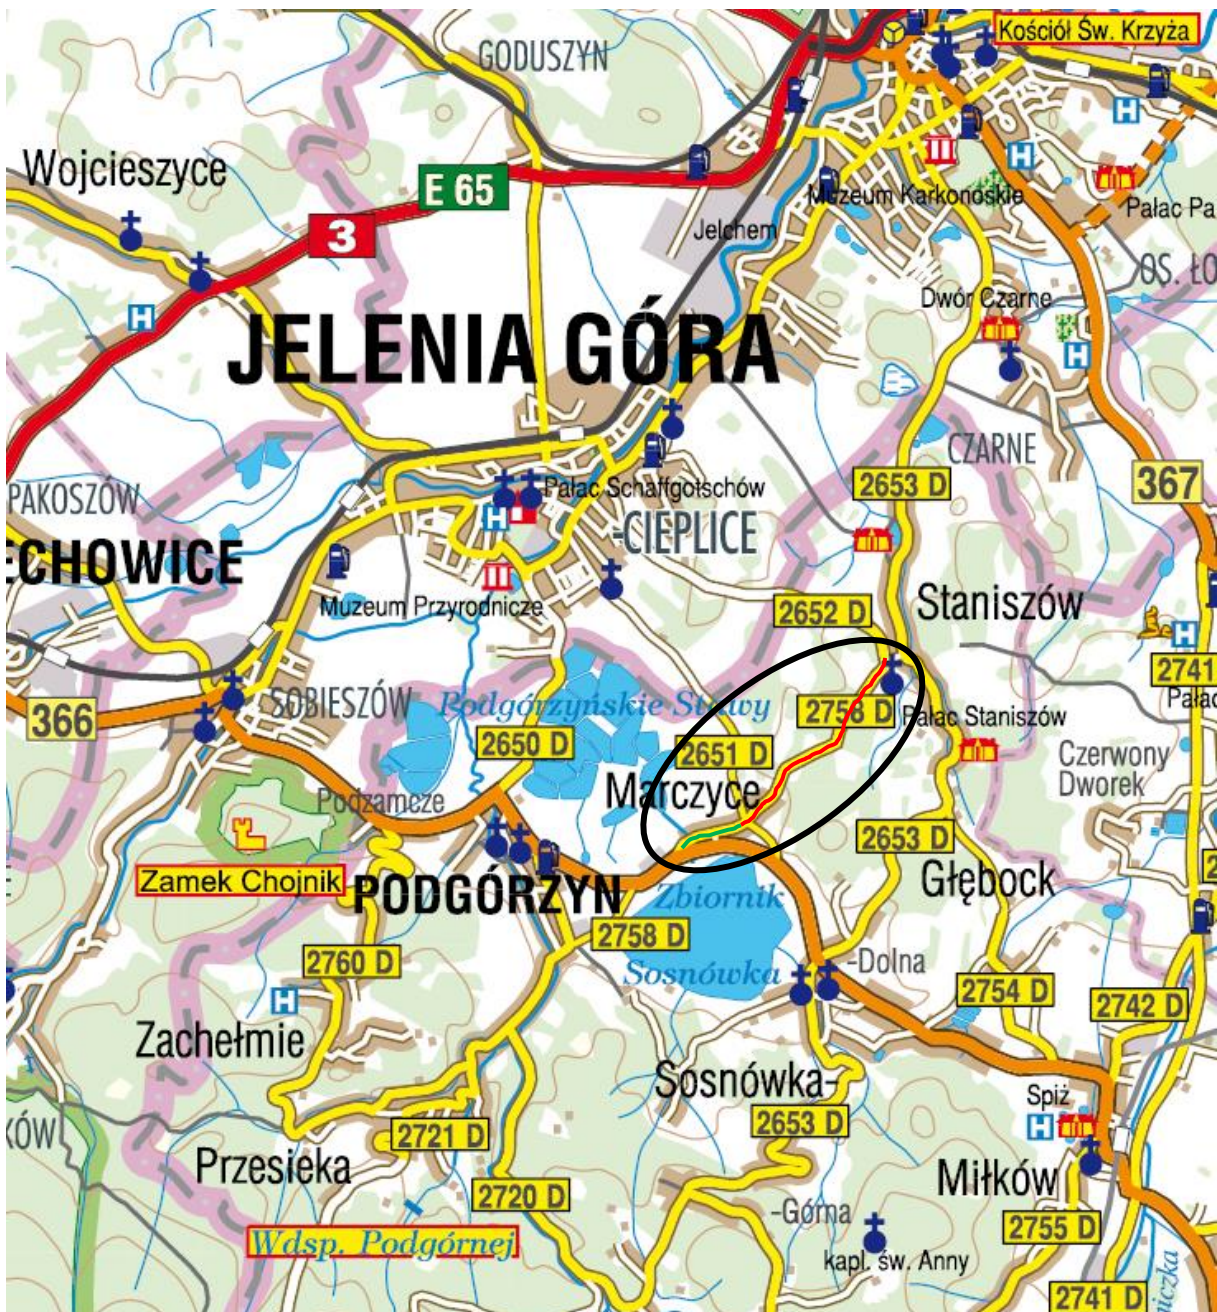 Kościół Św. Krzyża
GODUSZYN
Wojcieszyce
E 65
3
Muzeum Karkonoskie
Pałac Pa
Jelchem
OS. ŁO
Dwór Czarne
JELENIA GÓRA
CZARNE
2653 D
367
PAKOSZÓW
Pałac Schaffgotschów
-CIEPLICE
ECHOWICE
Muzeum Przyrodnicze
2652 D
Staniszów
2741
Pałac
SOBIESZÓW
366
Podgórzyńskie Stawy
2650 D
2651 D
2758 D
Pałac Staniszów
Czerwony
Dworek
Marczyce
Podzamcze
2653 D
Głębock
Zamek Chojnik
PODGÓRZYN
Zbiornik
Sosnówka
2758 D
2760 D
-Dolna
2754 D
2742 D
Zachełmie
Sosnówka-
2653 D
Spiż
KÓW
2721 D
Przesieka
2720 D
Miłków
-Górna
2755 D
Wdsp. Podgórnej
kapl. św. Anny
2741 D
iczka
H
H
H
H
H
H
H
H
2